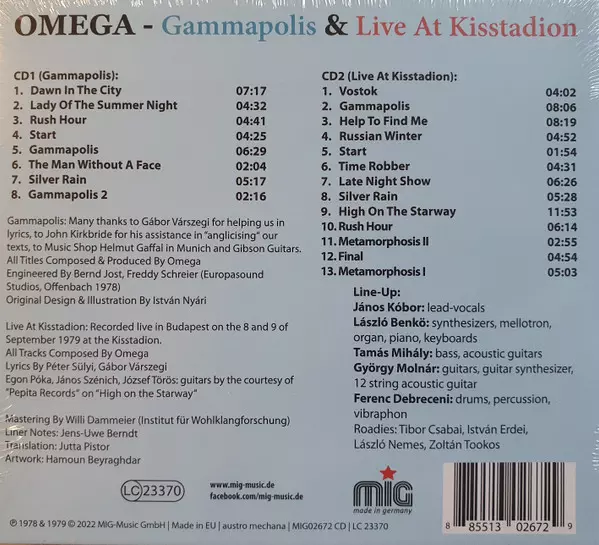 OMEGA - Gammapolis & Live At Kisstadion
CD1 (Gammapolis):
1. Dawn In The City 07:17
2. Lady Of The Summer Night 04:32
3. Rush Hour 04:41
4. Start 04:25
5. Gammapolis 06:29
6. The Man Without A Face 02:04
7. Silver Rain 05:17
8. Gammapolis 2 02:16
Gammapolis: Many thanks to Gábor Várszegi for helping us in
lyrics, to John Kirkbride for his assistance in "anglicising" our
texts, to Music Shop Helmut Gaffal in Munich and Gibson Guitars.
All Titles Composed & Produced By Omega
Engineered By Bernd Jost, Freddy Schreier (Europasound
Studios, Offenbach 1978)
Original Design & Illustration By István Nyári
Live At Kisstadion: Recorded live in Budapest on the 8 and 9 of
September 1979 at the Kisstadion.
All Tracks Composed By Omega
Lyrics By Péter Sülyi, Gábor Várszegi
Egon Póka, János Szénich, József Törös: guitars by the courtesy of
"Pepita Records" on "High on the Starway"
Mastering By Willi Dammeier (Institut für Wohlklangforschung)
Liner Notes: Jens-Uwe Berndt
Translation: Jutta Pistor
Artwork: Hamoun Beyraghdar
CD2 (Live At Kisstadion):
1. Vostok 04:02
2. Gammapolis 08:06
3. Help To Find Me 08:19
4. Russian Winter 04:52
5. Start 01:54
6. Time Robber 04:31
7. Late Night Show 06:26
8. Silver Rain 05:28
9. High On The Starway 11:53
10. Rush Hour 06:14
11. Metamorphosis II 02:55
12. Final 04:54
13. Metamorphosis I 05:03
Line-Up:
János Kóbor: lead-vocals
László Benkö: synthesizers, mellotron,
organ, piano, keyboards
Tamás Mihály: bass, acoustic guitars
György Molnár: guitars, guitar synthesizer,
12 string acoustic guitar
Ferenc Debreceni: drums, percussion,
vibraphon
Roadies: Tibor Csabai, István Erdei,
László Nemes, Zoltán Tookos
LC 23370
www.mig-music.de
facebook.com/mig-music.de
mig
made in germany
8 85513 02672 9
℗ 1978 & 1979 © 2022 MIG-Music GmbH | Made in EU | austro mechana | MIG02672 CD | LC 23370